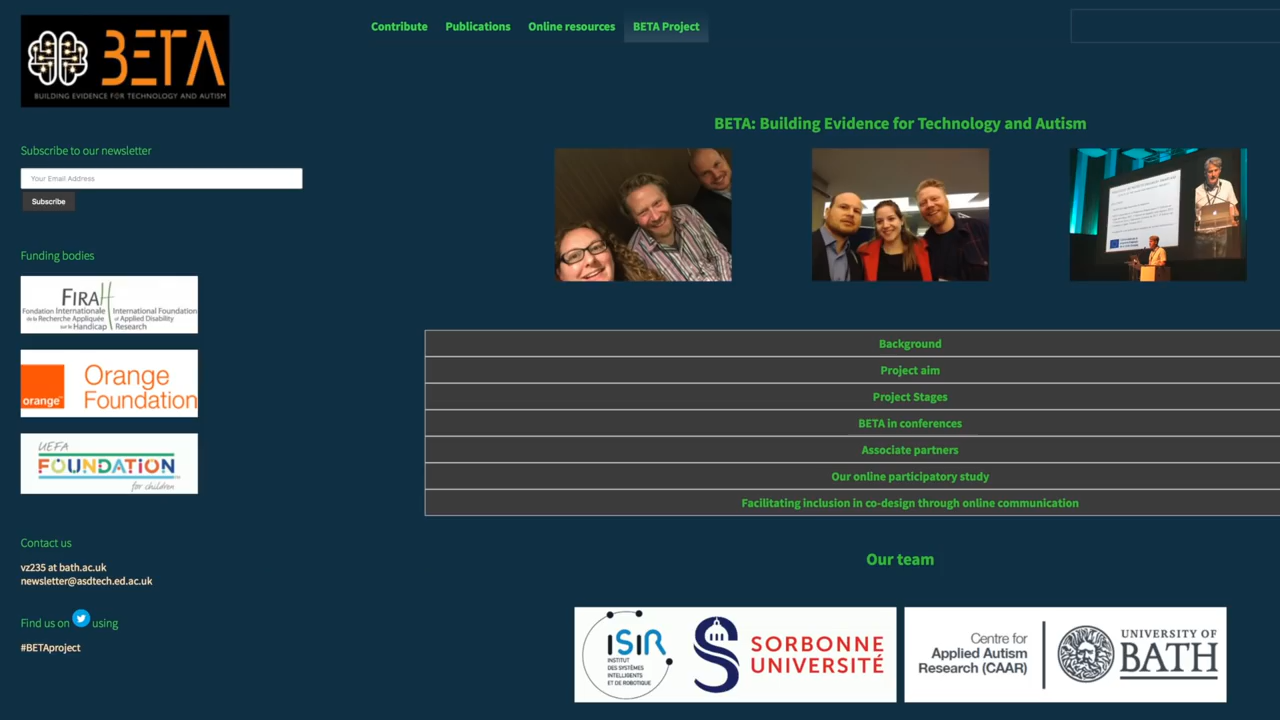 BETA
BUILDING EVIDENCE FOR TECHNOLOGY AND AUTISM
Contribute
Publications
Online resources
BETA Project
Subscribe to our newsletter
Your Email Address
Subscribe
Funding bodies
FIRAH
Fondation Internationale
de la Recherche Appliquée
sur le Handicap
International Foundation
of Applied Disability
Research
orange
Orange
Foundation
UEFA
FOUNDATION
for children
Contact us
vz235 at bath.ac.uk
newsletter@asdtech.ed.ac.uk
Find us on using
#BETAproject
BETA: Building Evidence for Technology and Autism
Background
Project aim
Project Stages
BETA in conferences
Associate partners
Our online participatory study
Facilitating inclusion in co-design through online communication
Our team
ISIR
INSTITUT
DES SYSTÈMES
INTELLIGENTS
ET DE ROBOTIQUE
SORBONNE
UNIVERSITÉ
Centre for
Applied Autism
Research (CAAR)
UNIVERSITY OF
BATH